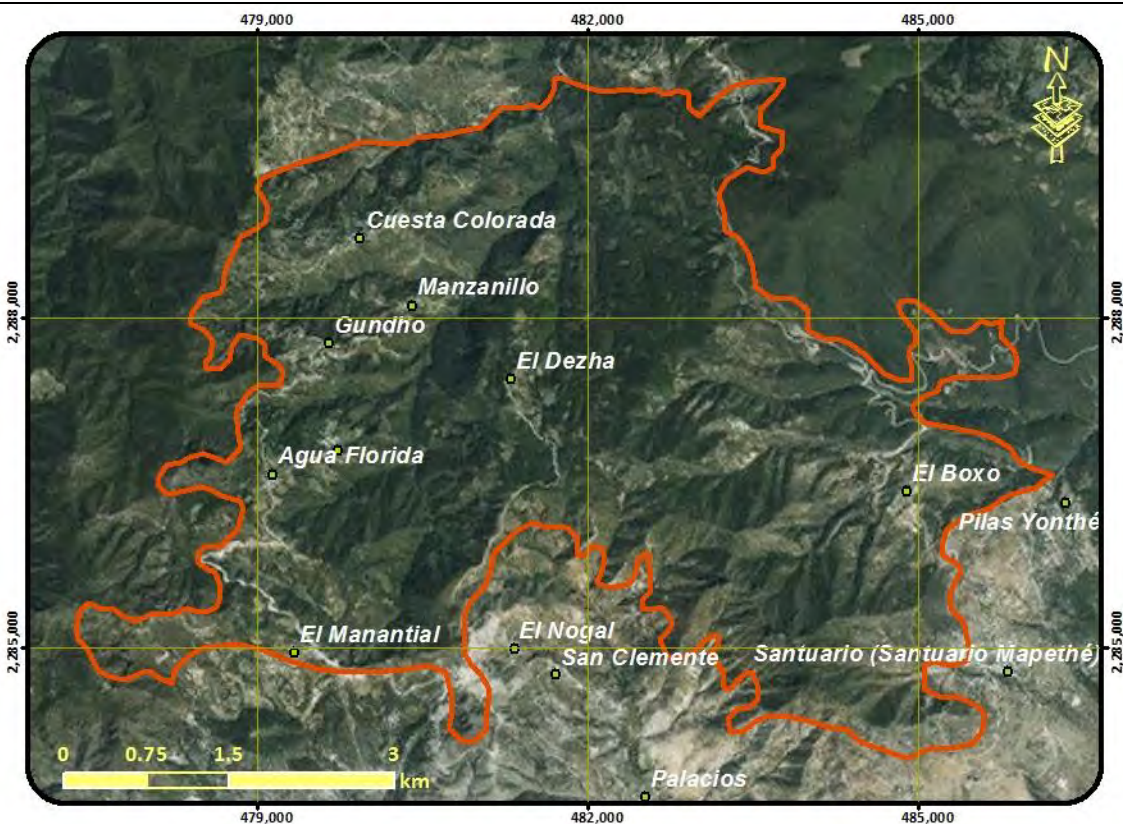 479,000 482,000 485,000
N
Cuesta Colorada
Manzanillo
2,288,000 2,288,000
Gundho
El Dezha
Agua Florida
El Boxo
Pilas Yonthé
El Manantial
El Nogal
2,285,000 2,285,000
San Clemente
Santuario (Santuario Mapethé)
0 0.75 1.5 3
km
Palacios
479,000 482,000 485,000